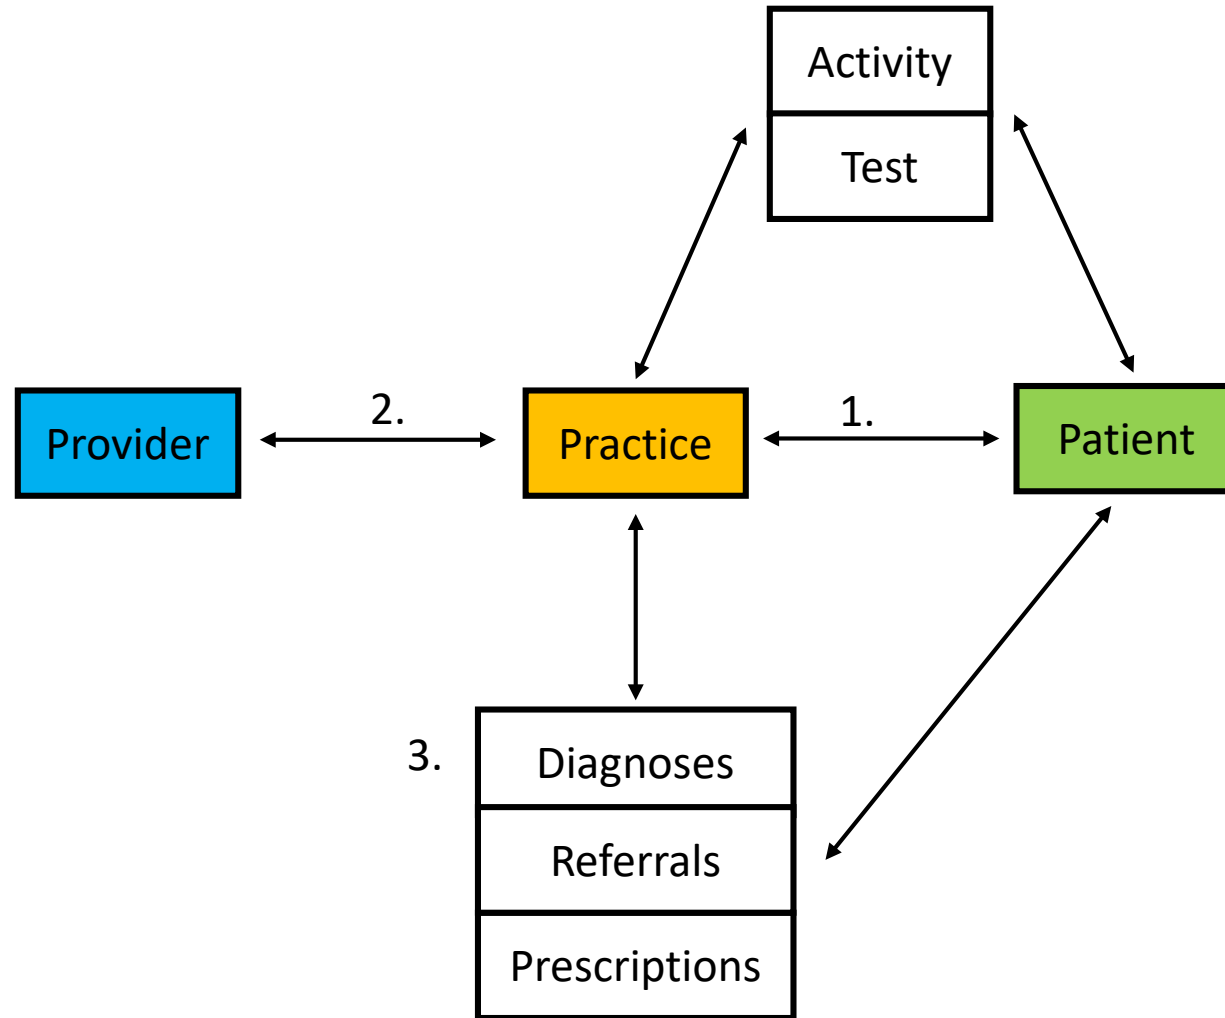 Activity
Test
2.
1.
Provider
Practice
Patient
3.
Diagnoses
Referrals
Prescriptions